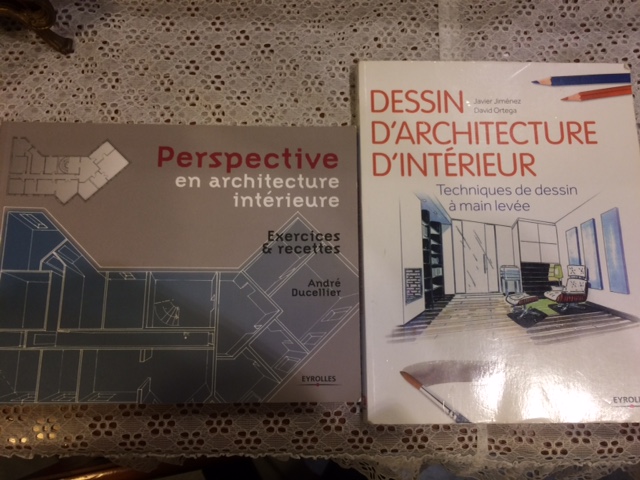 Perspective
en architecture
intérieure
Exercices
& recettes
André
Ducellier
EYROLLES
Javier Jiménez
David Ortega
DESSIN
D'ARCHITECTURE
D'INTÉRIEUR
Techniques de dessin
à main levée
EYROLLES